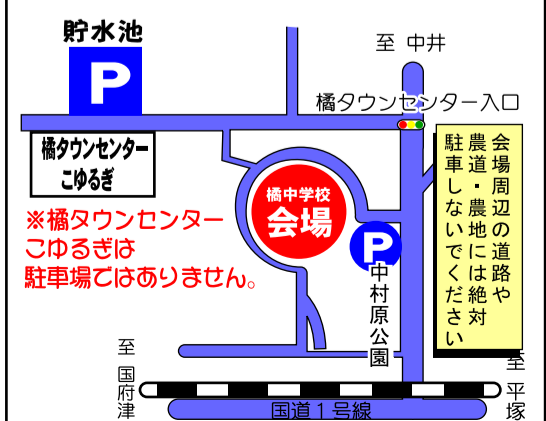 貯水池
P
至 中井
橘タウンセンター入口
橘タウンセンター
こゆるぎ
橘中学校
会場
※橘タウンセンター
こゆるぎは
駐車場ではありません。
P
中村原公園
会場周辺の道路や
農道・農地には絶対
駐車しないでください
至 国府津
至 平塚
国道1号線